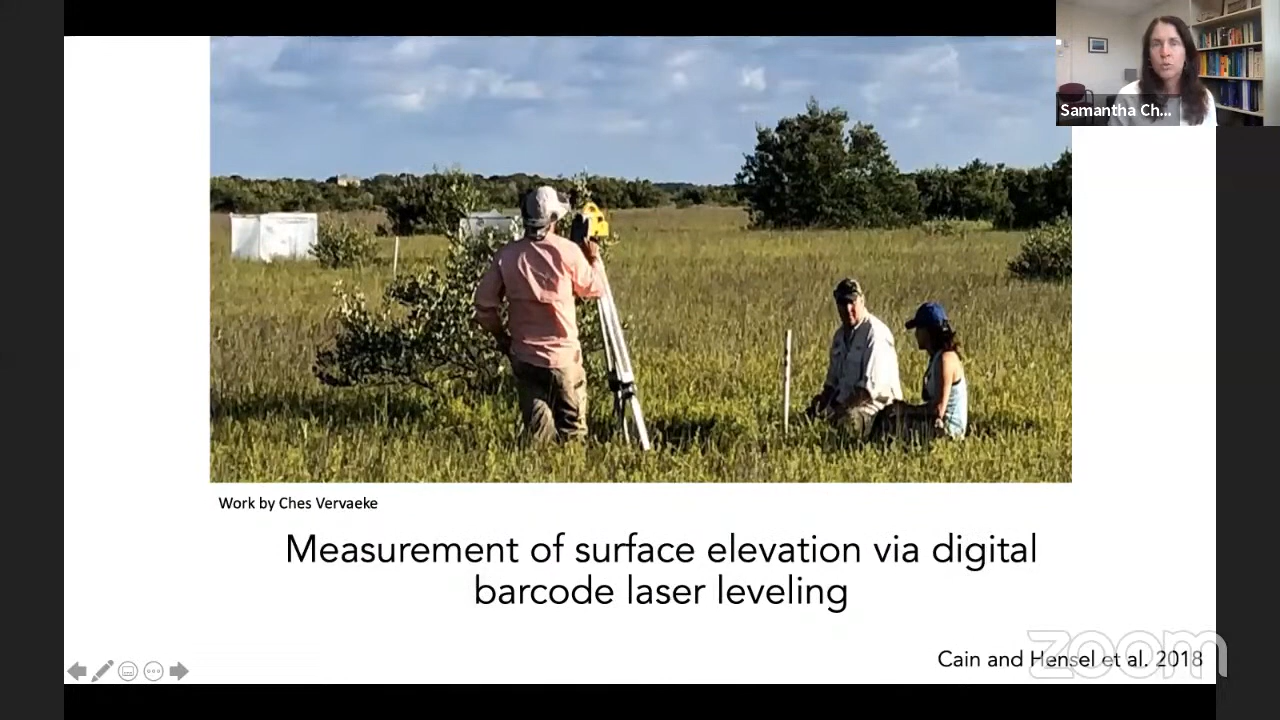 Samantha Ch...
Work by Ches Vervaeke
Measurement of surface elevation via digital
barcode laser leveling
Cain and Hensel et al. 2018
zoom